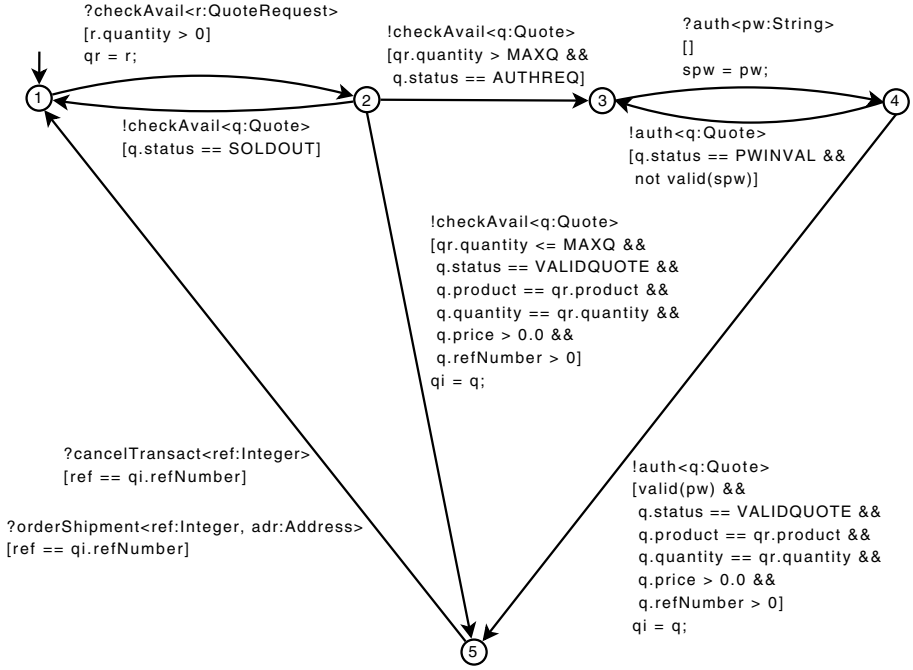 ?checkAvail<r:QuoteRequest>
[r.quantity > 0]
qr = r;
!checkAvail<q:Quote>
[qr.quantity > MAXQ &&
q.status == AUTHREQ]
?auth<pw:String>
[]
spw = pw;
1
2
3
4
!checkAvail<q:Quote>
[q.status == SOLDOUT]
!auth<q:Quote>
[q.status == PWINVAL &&
not valid(spw)]
!checkAvail<q:Quote>
[qr.quantity <= MAXQ &&
q.status == VALIDQUOTE &&
q.product == qr.product &&
q.quantity == qr.quantity &&
q.price > 0.0 &&
q.refNumber > 0]
qi = q;
?cancelTransact<ref:Integer>
[ref == qi.refNumber]
?orderShipment<ref:Integer, adr:Address>
[ref == qi.refNumber]
!auth<q:Quote>
[valid(pw) &&
q.status == VALIDQUOTE &&
q.product == qr.product &&
q.quantity == qr.quantity &&
q.price > 0.0 &&
q.refNumber > 0]
qi = q;
5